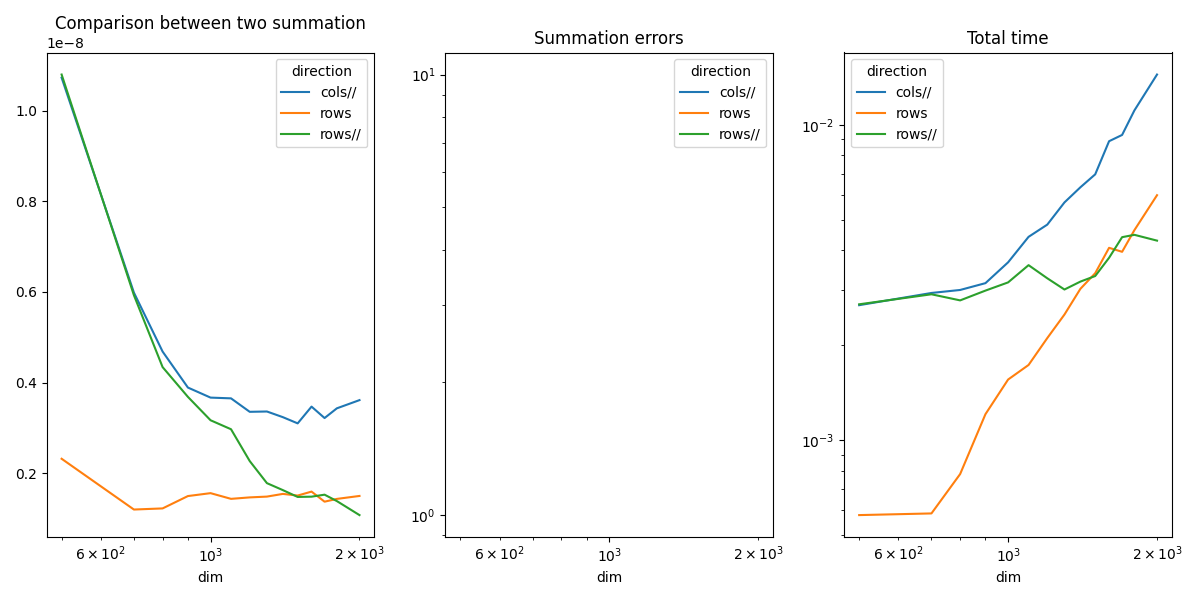 Comparison between two summation
1e−8
1.0
0.8
0.6
0.4
0.2
direction
cols//
rows
rows//
6 × 10²
10³
2 × 10³
dim
Summation errors
10¹
10⁰
direction
cols//
rows
rows//
6 × 10²
10³
2 × 10³
dim
Total time
10⁻²
10⁻³
direction
cols//
rows
rows//
6 × 10²
10³
2 × 10³
dim